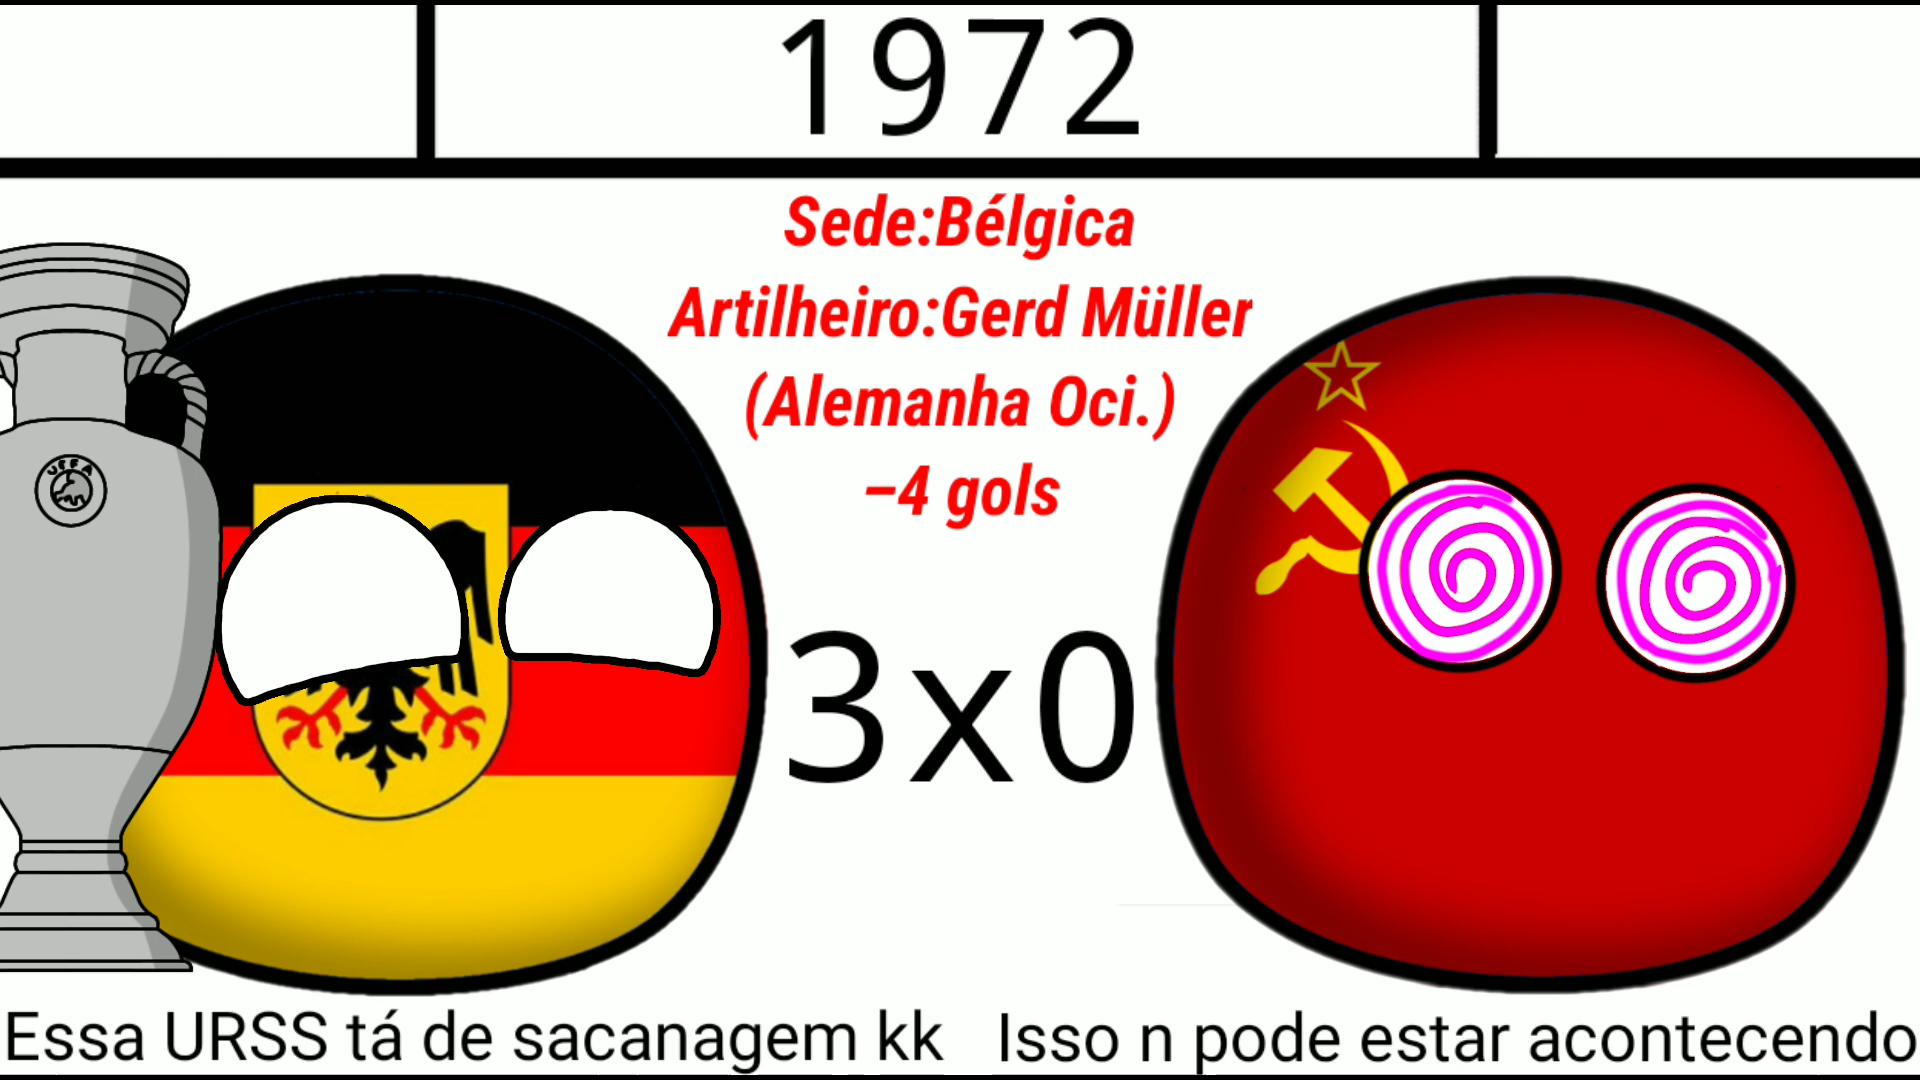 1972
Sede:Bélgica
Artilheiro:Gerd Müller
(Alemanha Oci.)
–4 gols
UEFA
3x0
Essa URSS tá de sacanagem kk
Isso n pode estar acontecendo